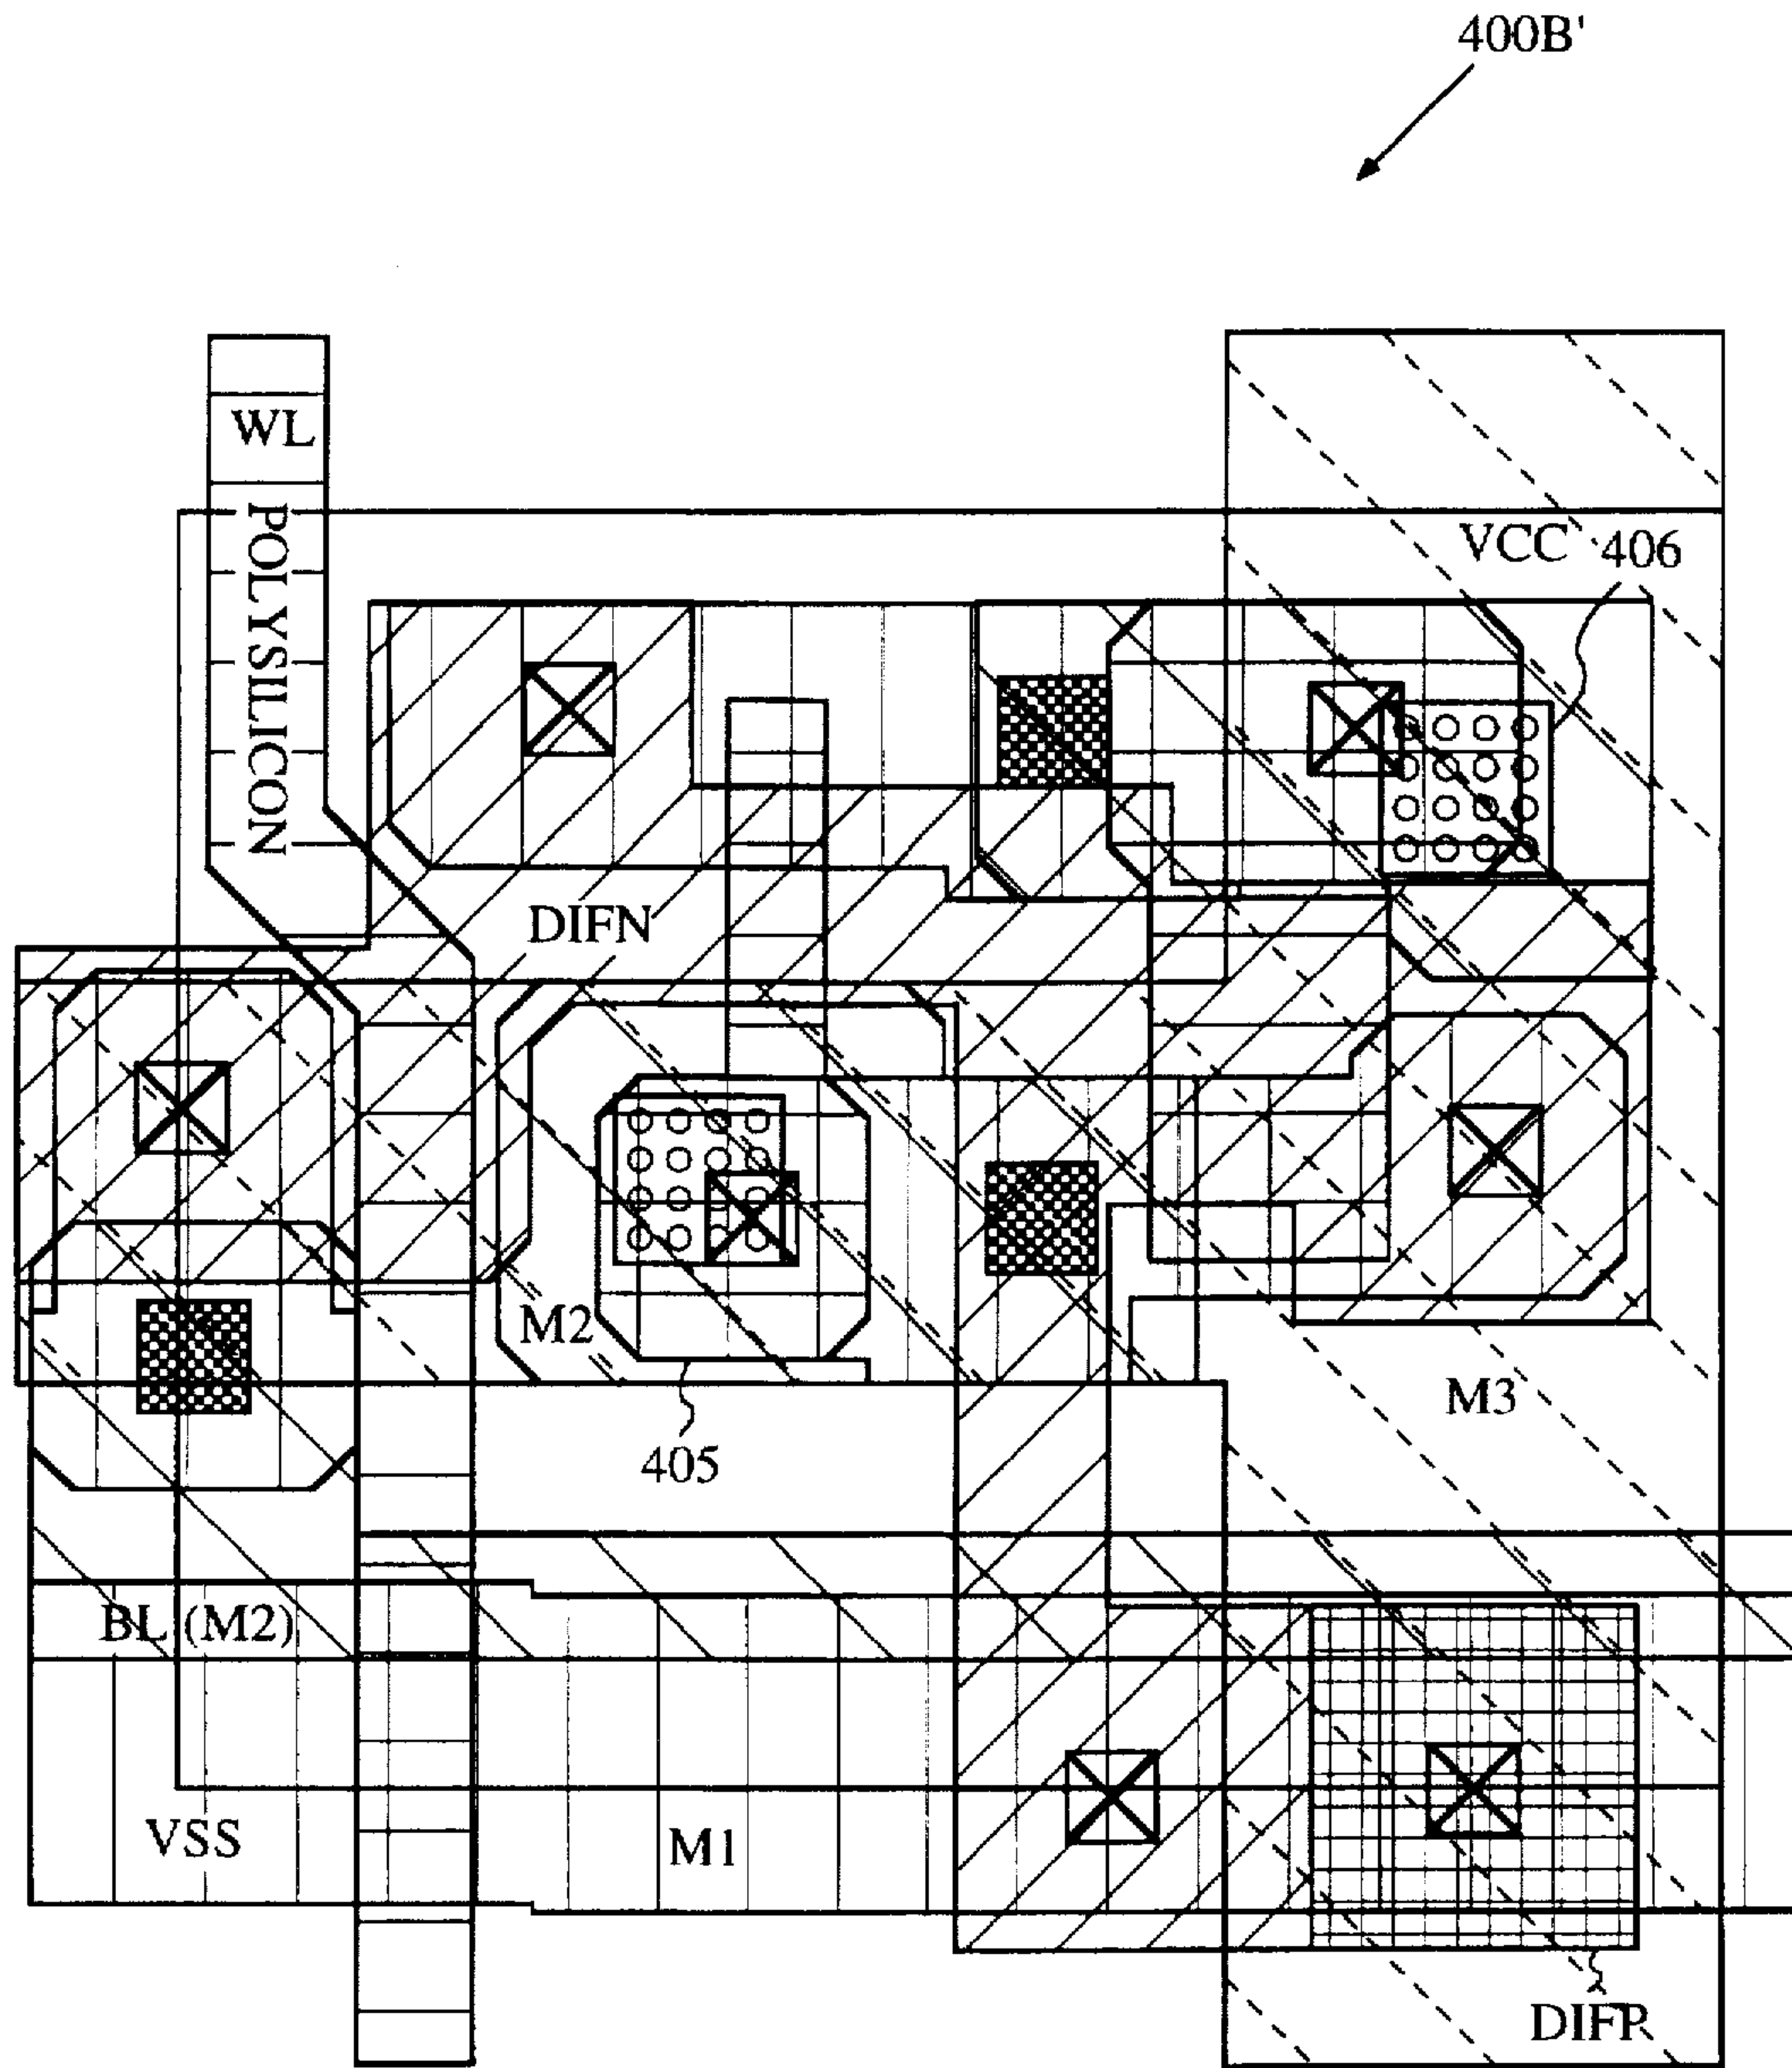 400B'
WL
POLYSILICON
VCC
406
DIFN
M2
M3
405
BL (M2)
VSS
M1
DIFP